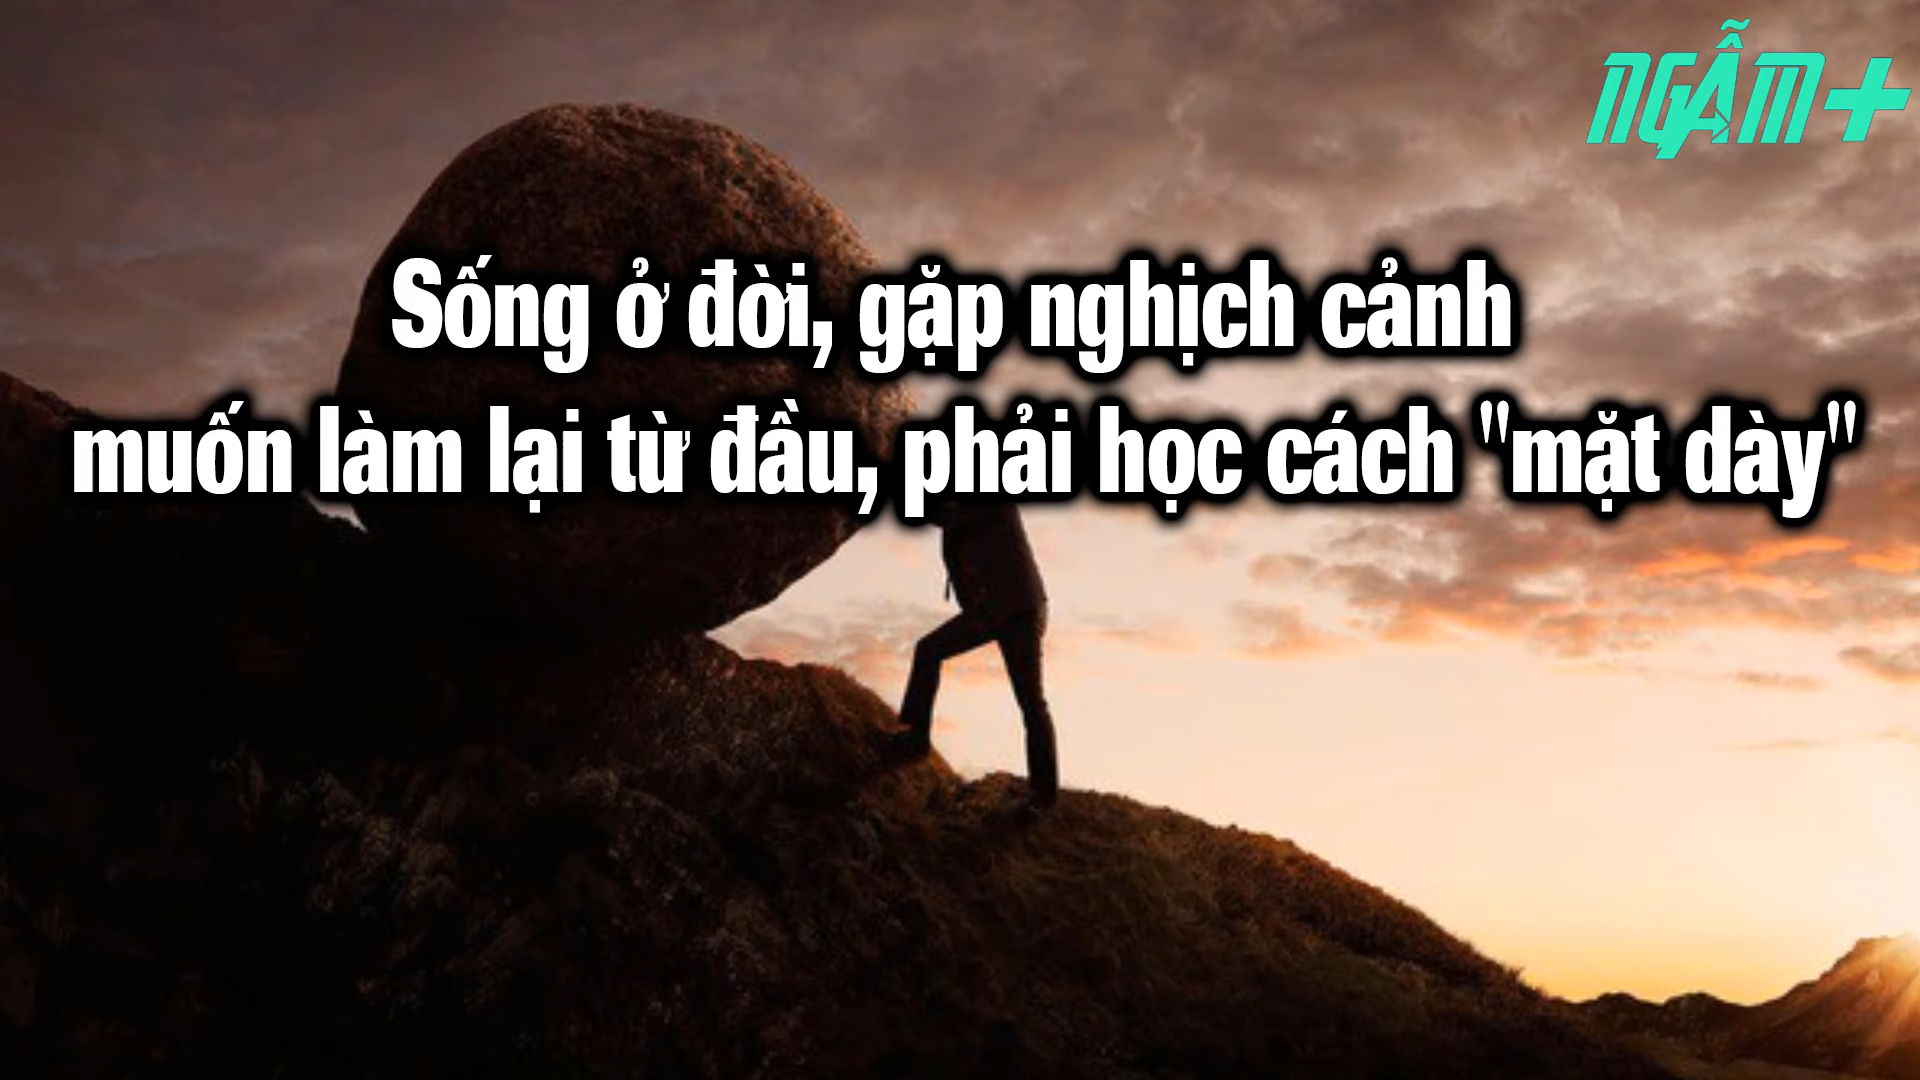 NGẪM+
Sống ở đời, gặp nghịch cảnh
muốn làm lại từ đầu, phải học cách "mặt dày"